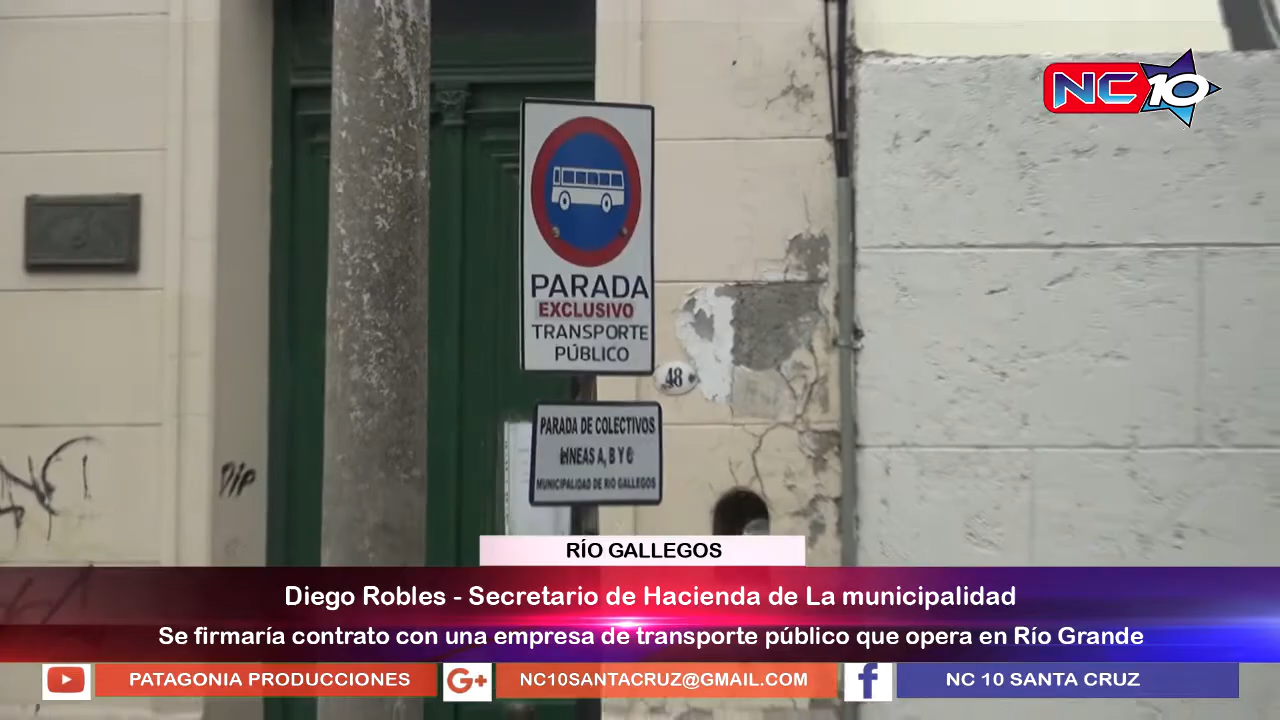 NC10
PARADA
EXCLUSIVO
TRANSPORTE
PÚBLICO
48
PARADA DE COLECTIVOS
LINEAS A, B Y C
MUNICIPALIDAD DE RIO GALLEGOS
RÍO GALLEGOS
Diego Robles - Secretario de Hacienda de La municipalidad
Se firmaría contrato con una empresa de transporte público que opera en Río Grande
PATAGONIA PRODUCCIONES
G+
NC10SANTACRUZ@GMAIL.COM
f
NC 10 SANTA CRUZ